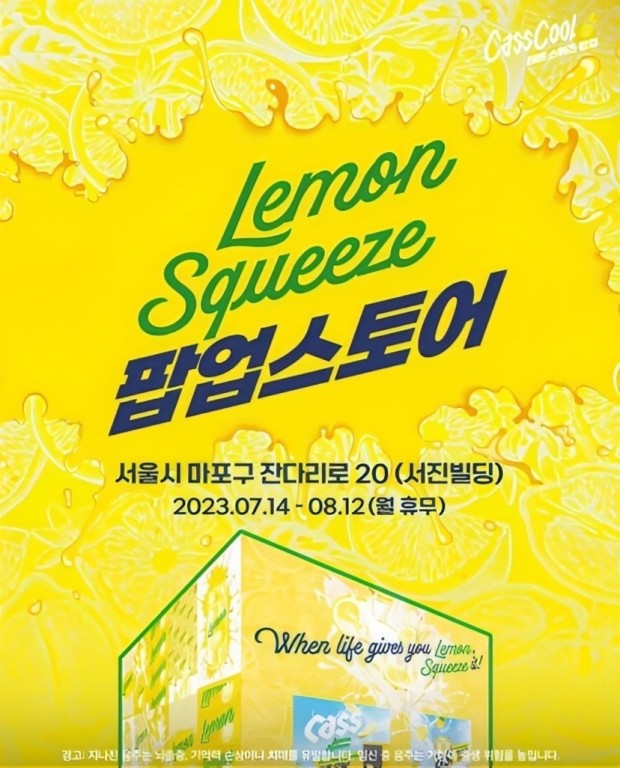 CassCool
Lemon
Squeeze
팝업스토어
서울시 마포구 잔다리로 20 (서진빌딩)
2023.07.14 - 08.12 (월 휴무)
When life gives you Lemon,
Squeeze it!
Lemon
Lemon
Cass
경고: 지나친 음주는 뇌졸중, 기억력 손상이나 치매를 유발합니다. 임신 중 음주는 기형아 출생 위험을 높입니다.